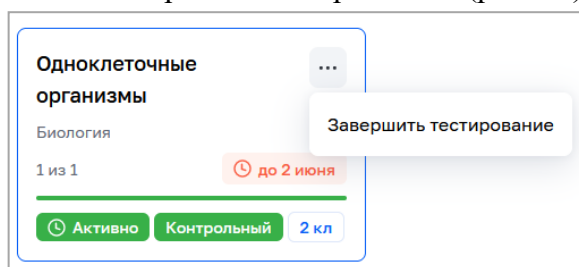 Одноклеточные
организмы
Биология
Завершить тестирование
1 из 1
до 2 июня
Активно
Контрольный
2 кл